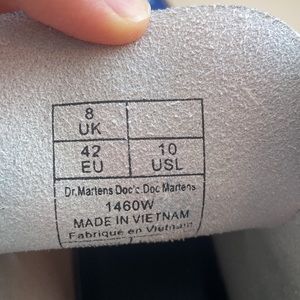 8
UK
42 10
EU USL
Dr.Martens Doc's Doc Martens
1460W
MADE IN VIETNAM
Fabriqué en Vietnam